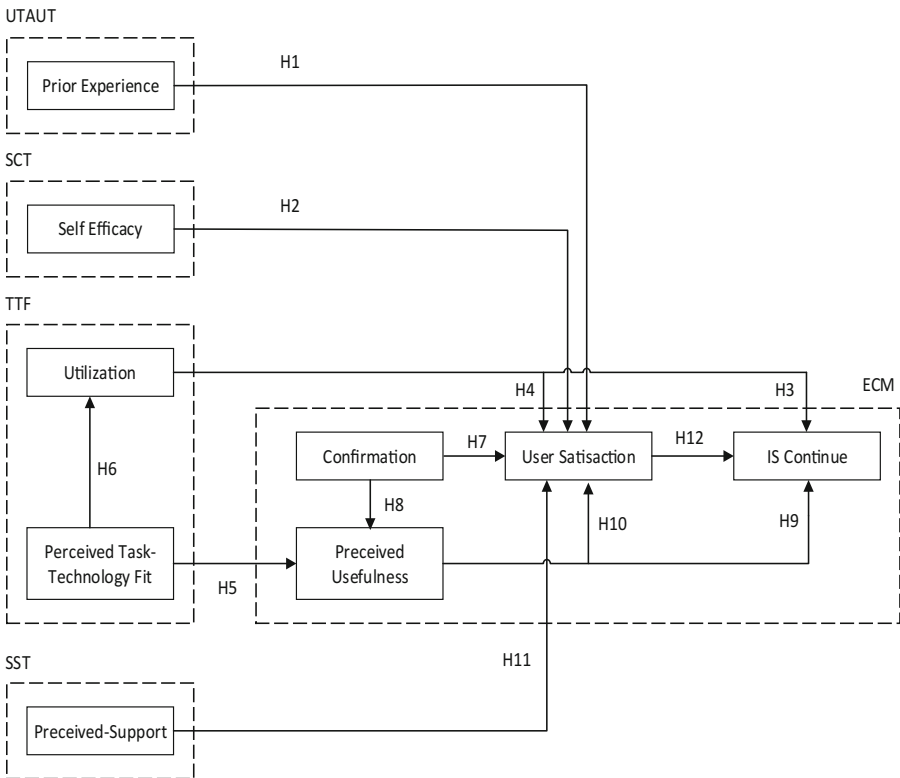 UTAUT
H1
Prior Experience
SCT
H2
Self Efficacy
TTF
Utilization
H4
H3
ECM
H6
Confirmation
H7
User Satisaction
H12
IS Continue
H8
H10
H9
Perceived Task-
Technology Fit
H5
Preceived
Usefulness
SST
H11
Preceived-Support